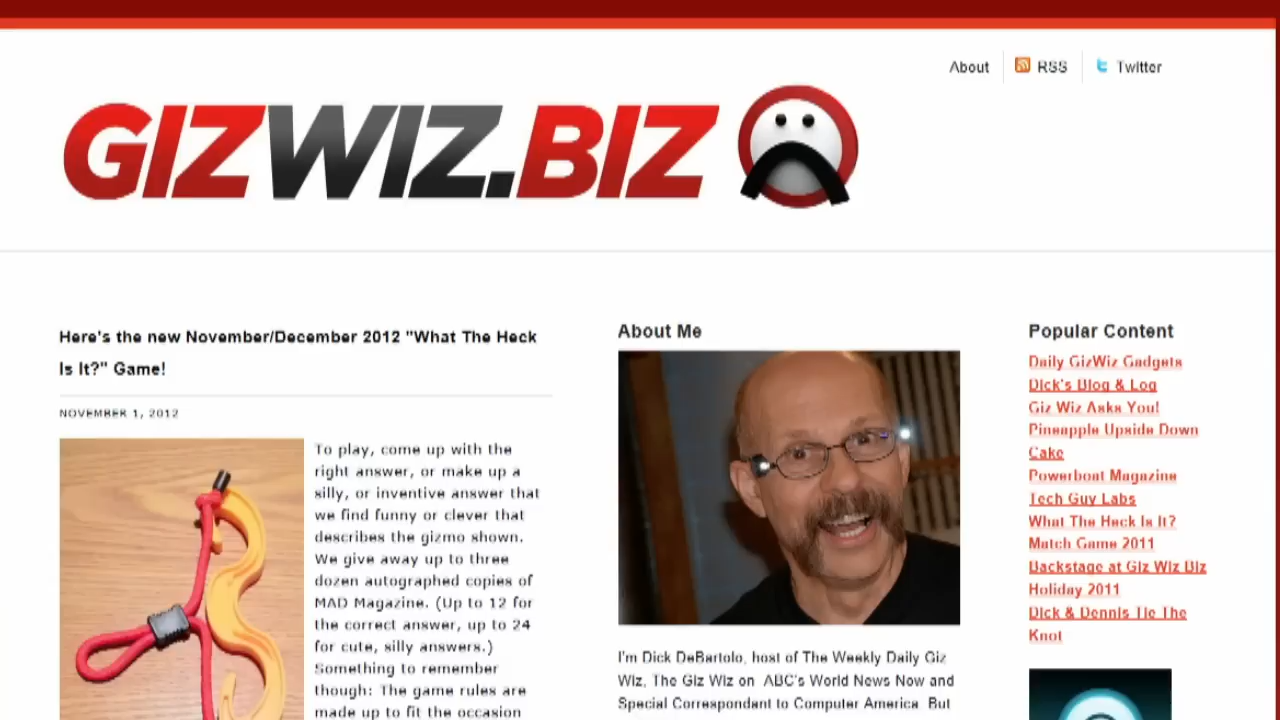 About
RSS
Twitter
GIZWIZ.BIZ
Here's the new November/December 2012 "What The Heck
Is It?" Game!
NOVEMBER 1, 2012
To play, come up with the
right answer, or make up a
silly, or inventive answer that
we find funny or clever that
describes the gizmo shown.
We give away up to three
dozen autographed copies of
MAD Magazine. (Up to 12 for
the correct answer, up to 24
for cute, silly answers.)
Something to remember
though: The game rules are
made up to fit the occasion
About Me
I'm Dick DeBartolo, host of The Weekly Daily Giz
Wiz, The Giz Wiz on ABC's World News Now and
Special Correspondant to Computer America. But
Popular Content
Daily GizWiz Gadgets
Dick's Blog & Log
Giz Wiz Asks You!
Pineapple Upside Down
Cake
Powerboat Magazine
Tech Guy Labs
What The Heck Is It?
Match Game 2011
Backstage at Giz Wiz Biz
Holiday 2011
Dick & Dennis Tie The
Knot